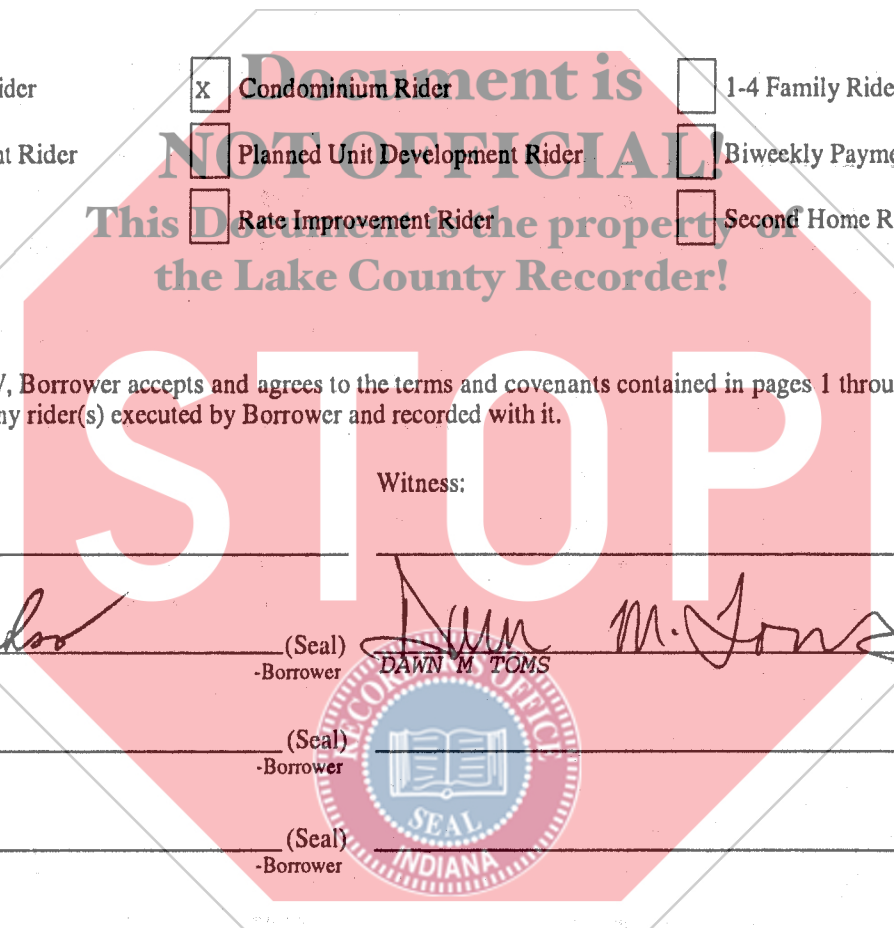 ider x Condominium Rider 1-4 Family Ride
Document is
nt Rider Planned Unit Development Rider Biweekly Payme
NOT OFFICIAL!
Rate Improvement Rider Second Home R
This Document is the property of
the Lake County Recorder!
, Borrower accepts and agrees to the terms and covenants contained in pages 1 throu
ny rider(s) executed by Borrower and recorded with it.
STOP
Witness:
Dawn M. Toms
(Seal)
-Borrower DAWN M TOMS
RECORDER'S OFFICE
(Seal)
-Borrower
SEAL
(Seal)
INDIANA
-Borrower